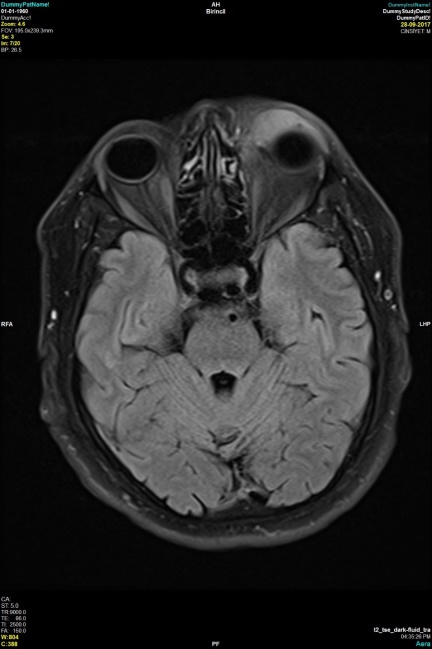 DummyPatName!
01-01-1960
DummyAcc!
Zoom: 4.6
FOV: 195.0x239.3mm
Se: 3
Im: 7/20
BP: 26.5
AH
Birincil
DummyInstName!
DummyStudyDesc!
DummyPatID!
28-09-2017
CINSIYET M
RFA
LHP
CA:
ST: 5.0
TR:9000.0
TE: 96.0
TI: 2500.0
FA: 150.0
W:804
C:388
PF
t2_tse_dark-fluid_tra
04:35:26 PM
Aera